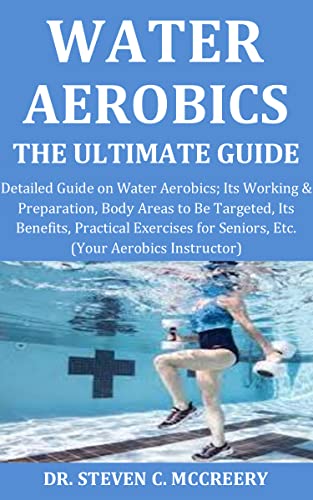 WATER
AEROBICS
THE ULTIMATE GUIDE
Detailed Guide on Water Aerobics; Its Working &
Preparation, Body Areas to Be Targeted, Its
Benefits, Practical Exercises for Seniors, Etc.
(Your Aerobics Instructor)
DR. STEVEN C. MCCREERY